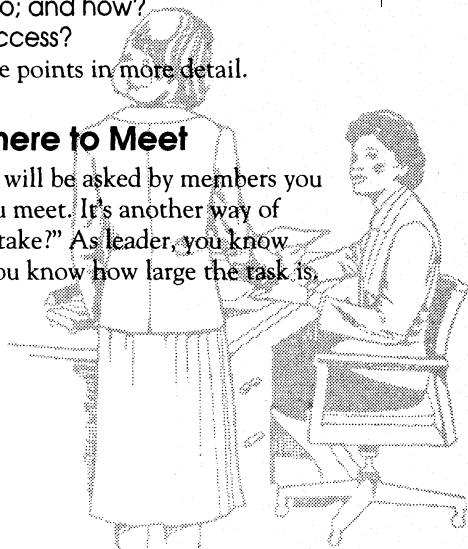 o; and how?
ccess?
e points in more detail.
here to Meet
will be asked by members you
u meet. It's another way of
take?" As leader, you know
ou know how large the task is.